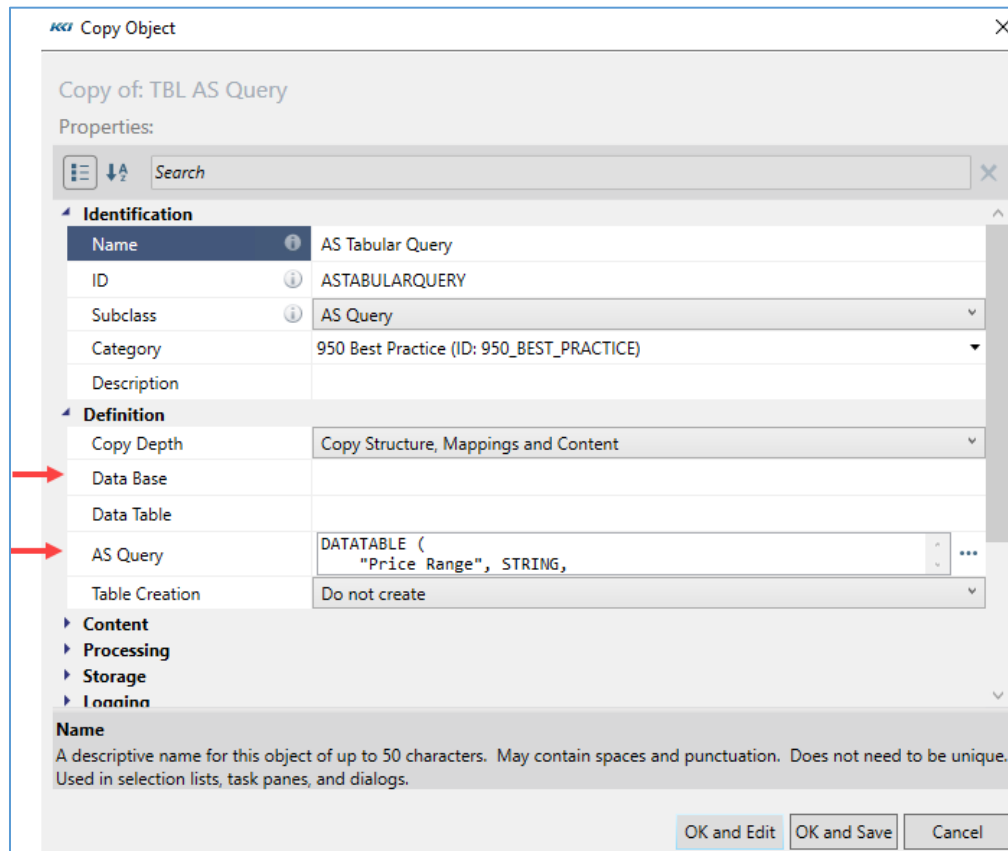 KCI Copy Object
Copy of: TBL AS Query
Properties:
Search
Identification
Name AS Tabular Query
ID ASTABULARQUERY
Subclass AS Query
Category 950 Best Practice (ID: 950_BEST_PRACTICE)
Description
Definition
Copy Depth Copy Structure, Mappings and Content
Data Base
Data Table
AS Query DATATABLE (
"Price Range", STRING,
Table Creation Do not create
Content
Processing
Storage
Logging
Name
A descriptive name for this object of up to 50 characters. May contain spaces and punctuation. Does not need to be unique.
Used in selection lists, task panes, and dialogs.
OK and Edit OK and Save Cancel